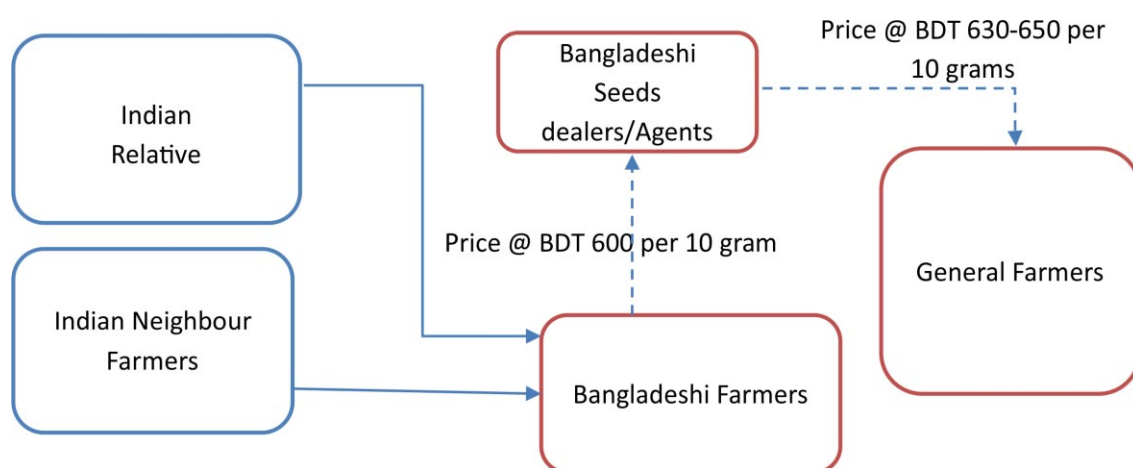 Indian
Relative
Bangladeshi
Seeds
dealers/Agents
Price @ BDT 630-650 per
10 grams
Price @ BDT 600 per 10 gram
General Farmers
Indian Neighbour
Farmers
Bangladeshi Farmers